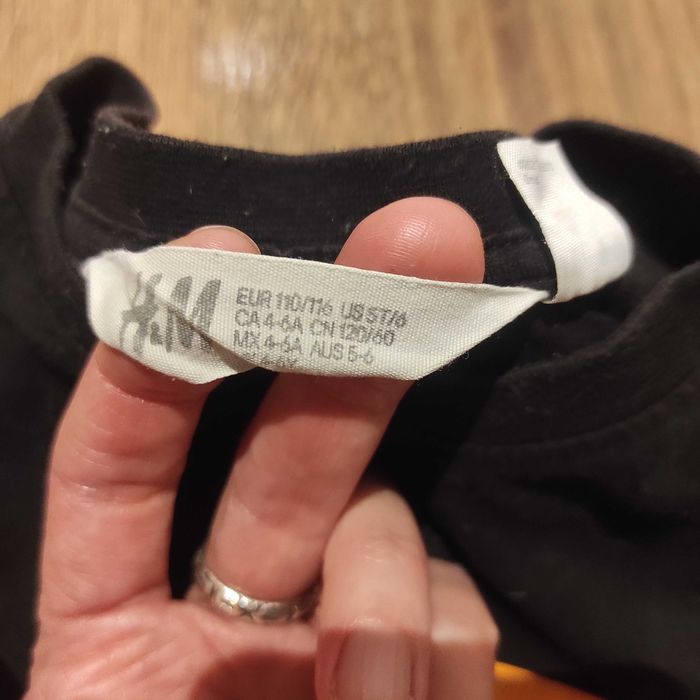 H&M
EUR 110/116 US 5T/6
CA 4-6A CN 120/60
MX 4-6A AUS 5-6